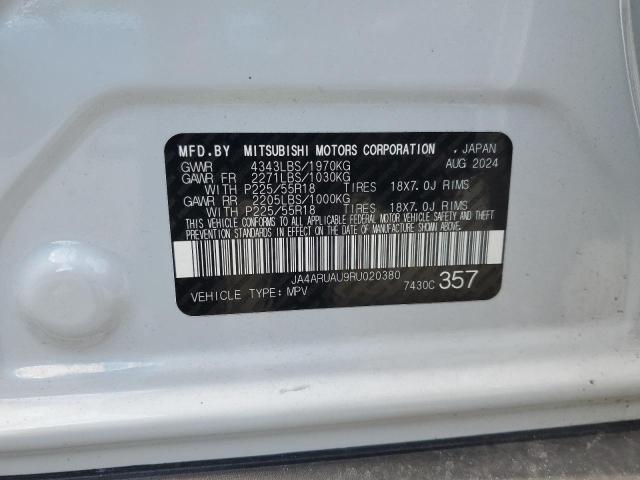 MFD.BY MITSUBISHI MOTORS CORPORATION , JAPAN
GVWR 4343LBS/1970KG AUG 2024
GAWR FR 2271LBS/1030KG
WITH P225/55R18 TIRES 18X7.0J RIMS
GAWR RR 2205LBS/1000KG
WITH P225/55R18 TIRES 18X7.0J RIMS
THIS VEHICLE CONFORMS TO ALL APPLICABLE FEDERAL MOTOR VEHICLE SAFETY AND THEFT
PREVENTION STANDARDS IN EFFECT ON THE DATE OF MANUFACTURE SHOWN ABOVE.
JA4ARUAU9RU020380
VEHICLE TYPE: MPV 7430C 357